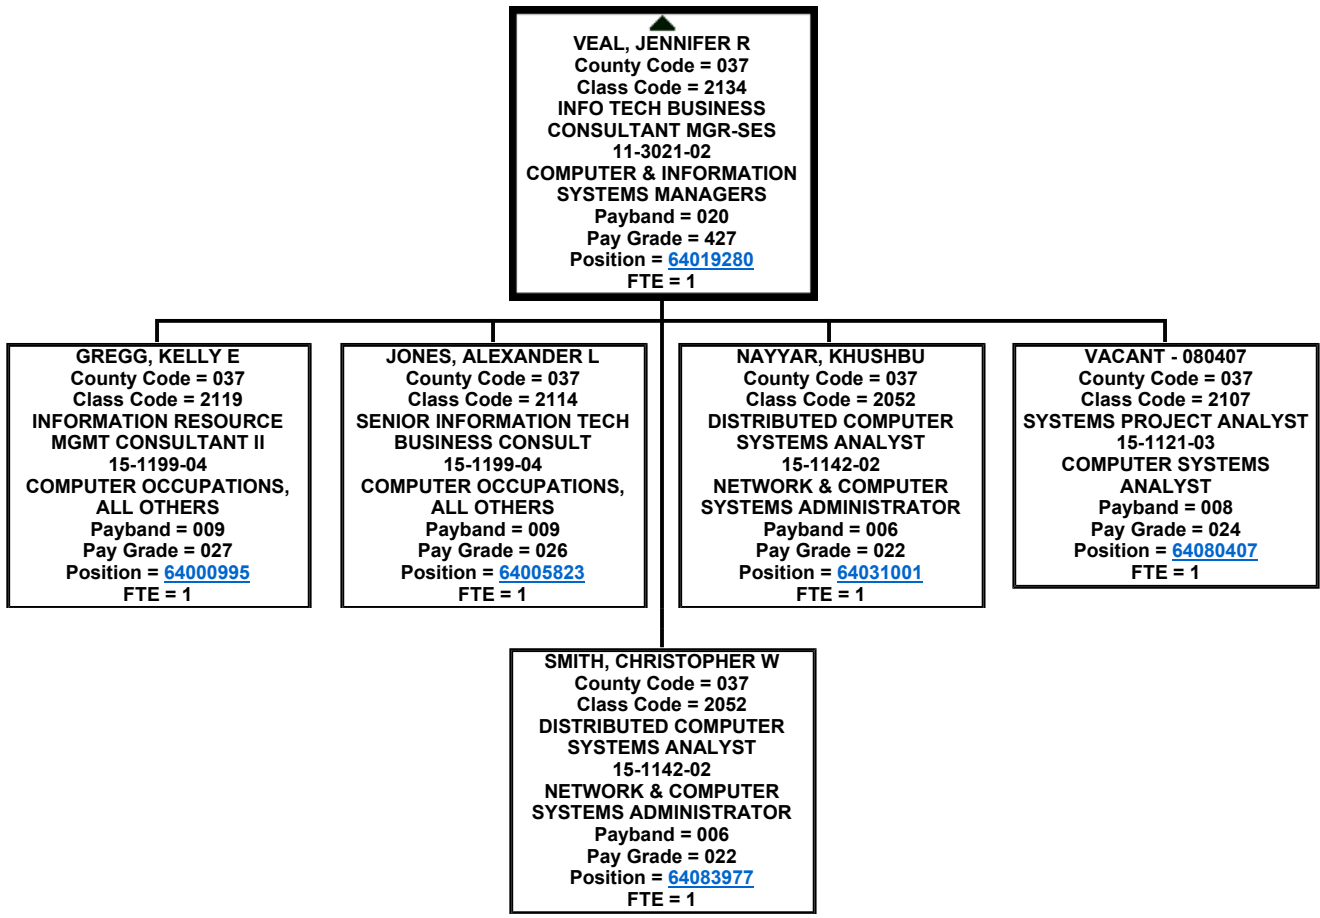 VEAL, JENNIFER R
County Code = 037
Class Code = 2134
INFO TECH BUSINESS
CONSULTANT MGR-SES
11-3021-02
COMPUTER & INFORMATION
SYSTEMS MANAGERS
Payband = 020
Pay Grade = 427
Position = 64019280
FTE = 1
GREGG, KELLY E
County Code = 037
Class Code = 2119
INFORMATION RESOURCE
MGMT CONSULTANT II
15-1199-04
COMPUTER OCCUPATIONS,
ALL OTHERS
Payband = 009
Pay Grade = 027
Position = 64000995
FTE = 1
JONES, ALEXANDER L
County Code = 037
Class Code = 2114
SENIOR INFORMATION TECH
BUSINESS CONSULT
15-1199-04
COMPUTER OCCUPATIONS,
ALL OTHERS
Payband = 009
Pay Grade = 026
Position = 64005823
FTE = 1
NAYYAR, KHUSHBU
County Code = 037
Class Code = 2052
DISTRIBUTED COMPUTER
SYSTEMS ANALYST
15-1142-02
NETWORK & COMPUTER
SYSTEMS ADMINISTRATOR
Payband = 006
Pay Grade = 022
Position = 64031001
FTE = 1
VACANT - 080407
County Code = 037
Class Code = 2107
SYSTEMS PROJECT ANALYST
15-1121-03
COMPUTER SYSTEMS
ANALYST
Payband = 008
Pay Grade = 024
Position = 64080407
FTE = 1
SMITH, CHRISTOPHER W
County Code = 037
Class Code = 2052
DISTRIBUTED COMPUTER
SYSTEMS ANALYST
15-1142-02
NETWORK & COMPUTER
SYSTEMS ADMINISTRATOR
Payband = 006
Pay Grade = 022
Position = 64083977
FTE = 1